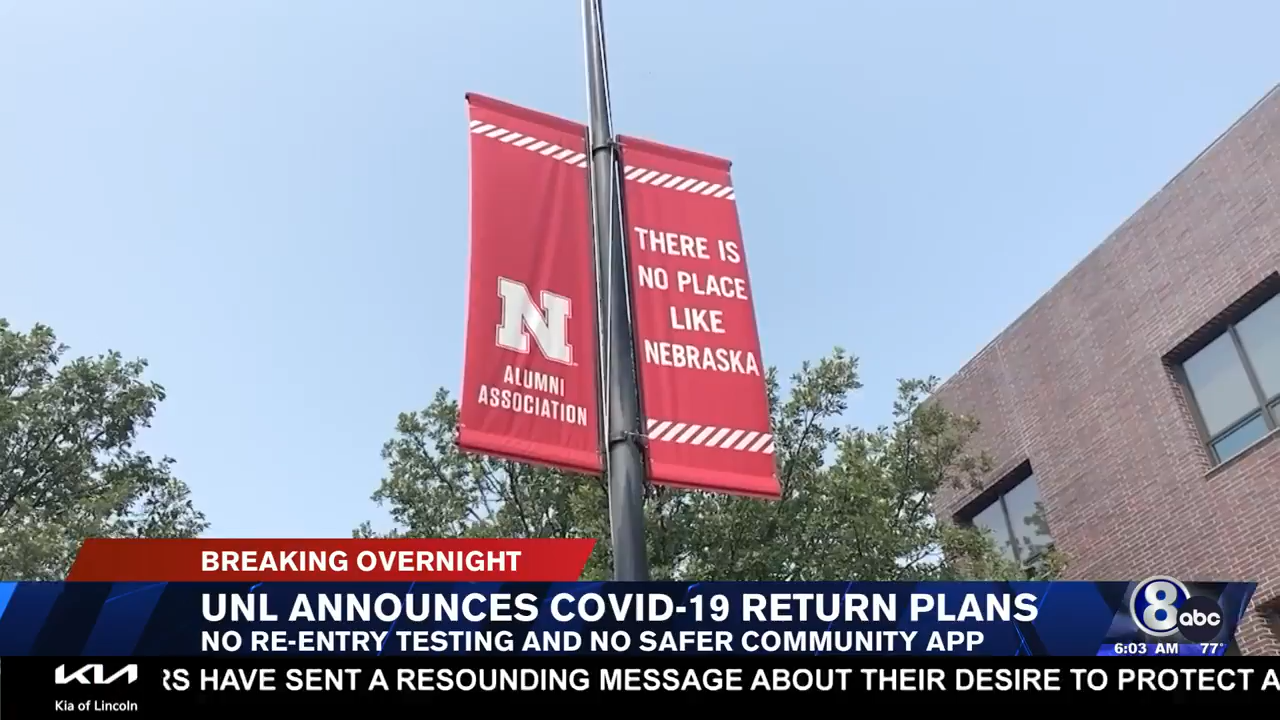 N
ALUMNI
ASSOCIATION
THERE IS
NO PLACE
LIKE
NEBRASKA
BREAKING OVERNIGHT
UNL ANNOUNCES COVID-19 RETURN PLANS
NO RE-ENTRY TESTING AND NO SAFER COMMUNITY APP
8 abc
6:03 AM 77°
KIA
Kia of Lincoln
RS HAVE SENT A RESOUNDING MESSAGE ABOUT THEIR DESIRE TO PROTECT A